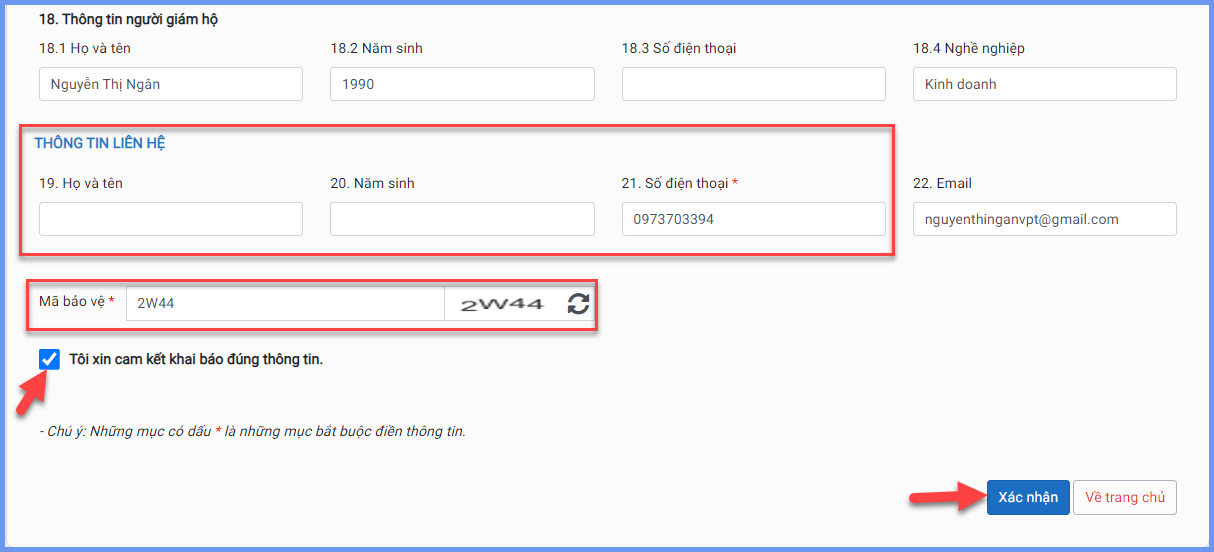 18. Thông tin người giám hộ
18.1 Họ và tên 18.2 Năm sinh 18.3 Số điện thoại 18.4 Nghề nghiệp
Nguyễn Thị Ngân 1990 Kinh doanh
THÔNG TIN LIÊN HỆ
19. Họ và tên 20. Năm sinh 21. Số điện thoại * 22. Email
0973703394 nguyenthinganvpt@gmail.com
Mã bảo vệ * 2W44 2W44
Tôi xin cam kết khai báo đúng thông tin.
- Chú ý: Những mục có dấu * là những mục bắt buộc điền thông tin.
Xác nhận Về trang chủ